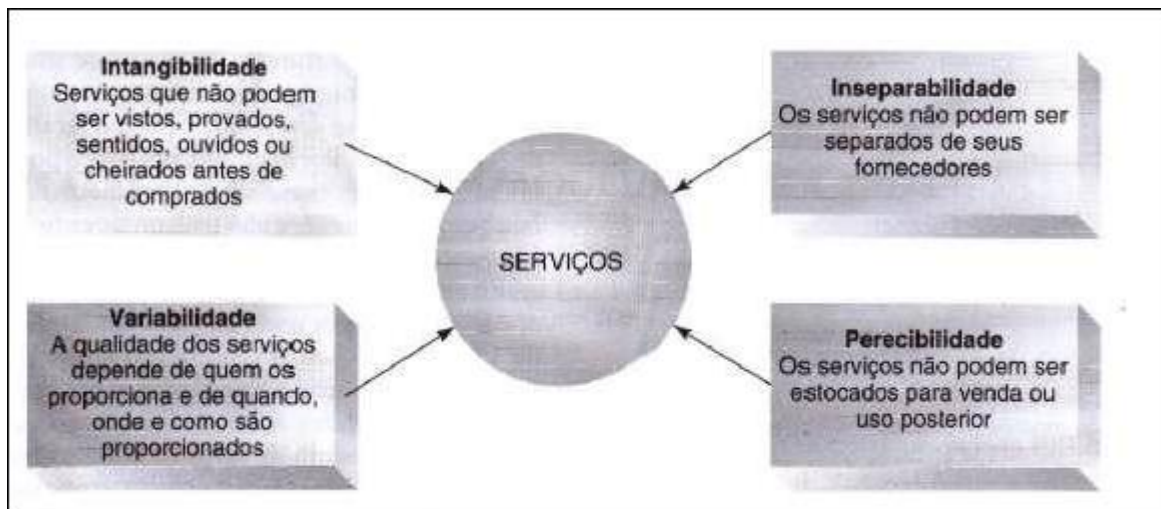 Intangibilidade
Serviços que não podem
ser vistos, provados,
sentidos, ouvidos ou
cheirados antes de
comprados
Inseparabilidade
Os serviços não podem ser
separados de seus
fornecedores
SERVIÇOS
Variabilidade
A qualidade dos serviços
depende de quem os
proporciona e de quando,
onde e como são
proporcionados
Perecibilidade
Os serviços não podem ser
estocados para venda ou
uso posterior